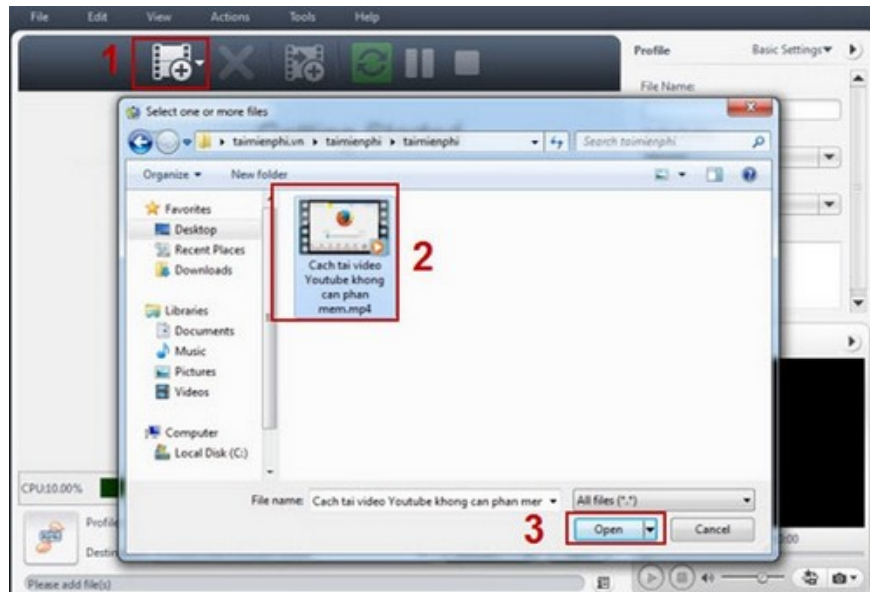 File Edit View Actions Tools Help
1
Profile Basic Settings
File Name:
Select one or more files
taimienphi.vn taimienphi taimienphi
Search taimienphi
Organize New folder
Favorites
Desktop
Recent Places
Downloads
Libraries
Documents
Music
Pictures
Videos
Computer
Local Disk (C:)
Cach tai video
Youtube khong
can phan
mem.mp4
2
File name: Cach tai video Youtube khong can phan mer
All files (*.*)
3
Open Cancel
CPU:10.00%
Profile
Destin
Please add file(s)